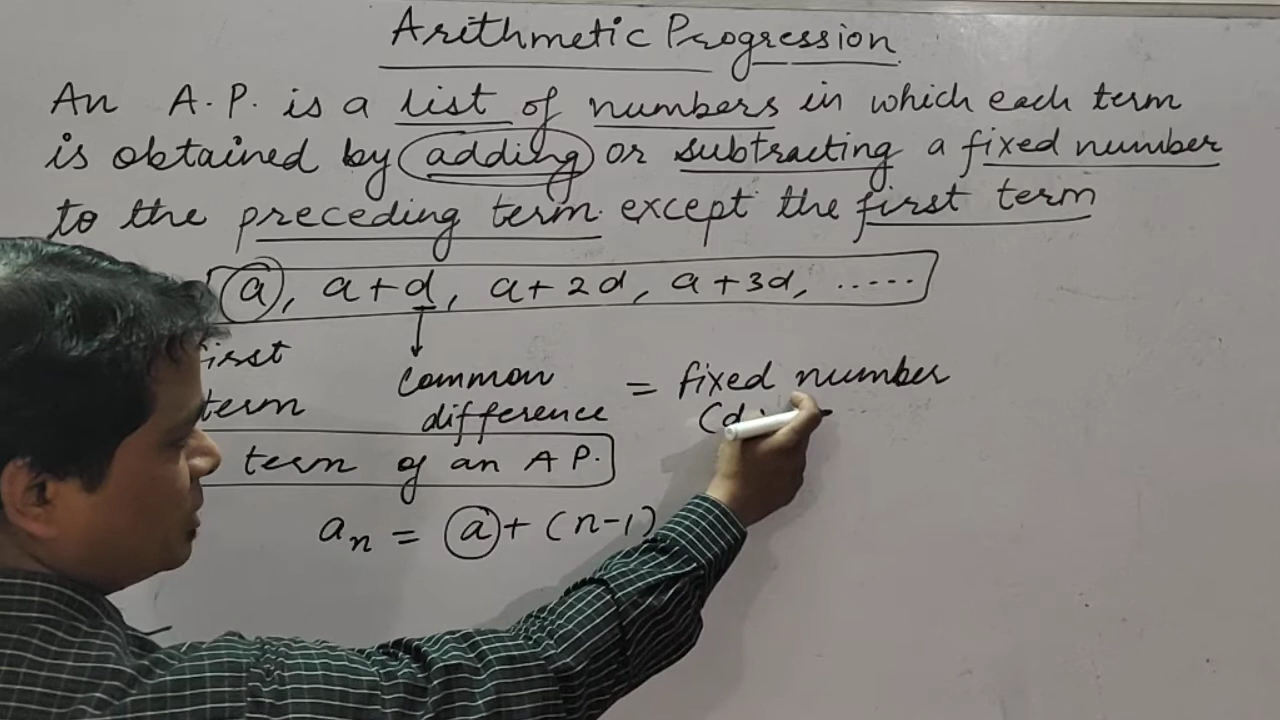 Arithmetic Progression
An A.P. is a list of numbers in which each term
is obtained by adding or subtracting a fixed number
to the preceding term except the first term
a, a+d, a+2d, a+3d, .....
first
term
common
difference
= fixed number
(d
term of an A P.
aₙ = a + (n-1)